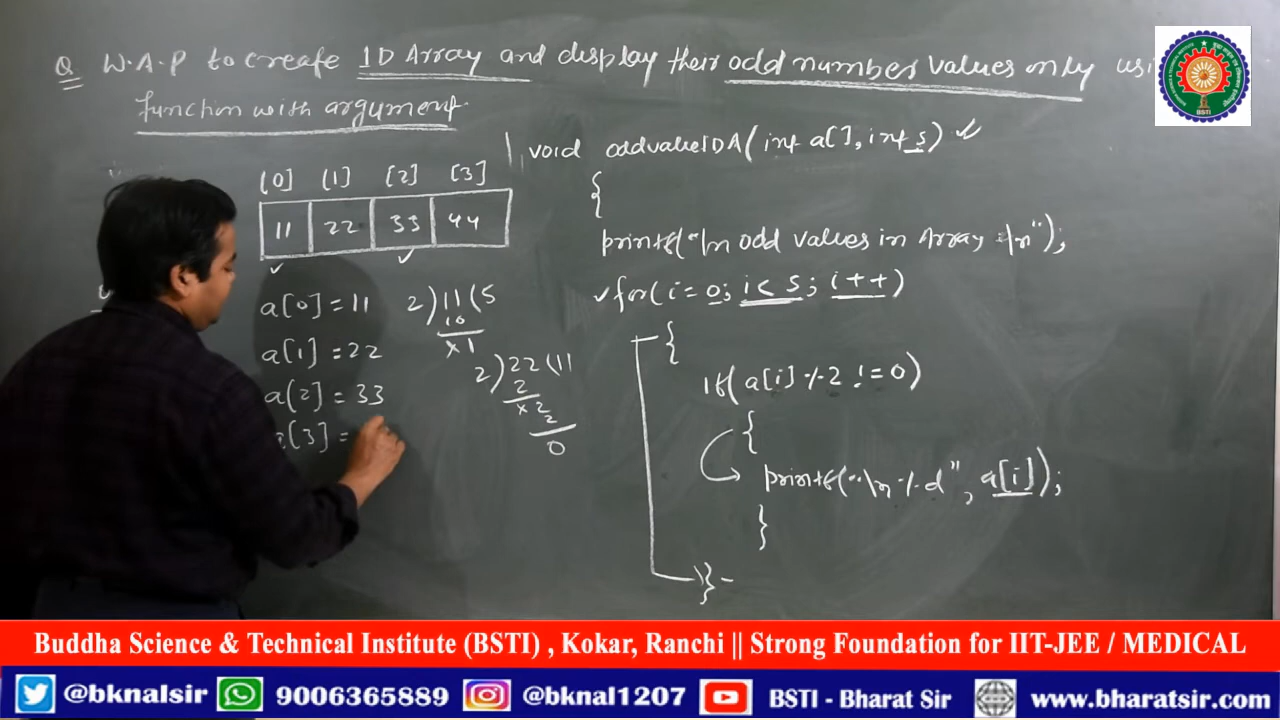 Q W.A.P to create 1D Array and display their odd number values only usi
function with argument.
void oddvalue1DA(int a[], int s)
{
printf("\n odd values in Array :\n");
for(i = 0; i < s; i++)
{
if(a[i] % 2 != 0)
{
printf("\n %d", a[i]);
}
}}
[0] [1] [2] [3]
11 22 33 44
a[0] = 11
a[1] = 22
a[2] = 33
[3] =
2)11(5
10
x1
2)22(11
2
x2
2
0
BSTI
Buddha Science & Technical Institute (BSTI) , Kokar, Ranchi || Strong Foundation for IIT-JEE / MEDICAL
@bknalsir 9006365889 @bknal1207 BSTI - Bharat Sir www.bharatsir.com